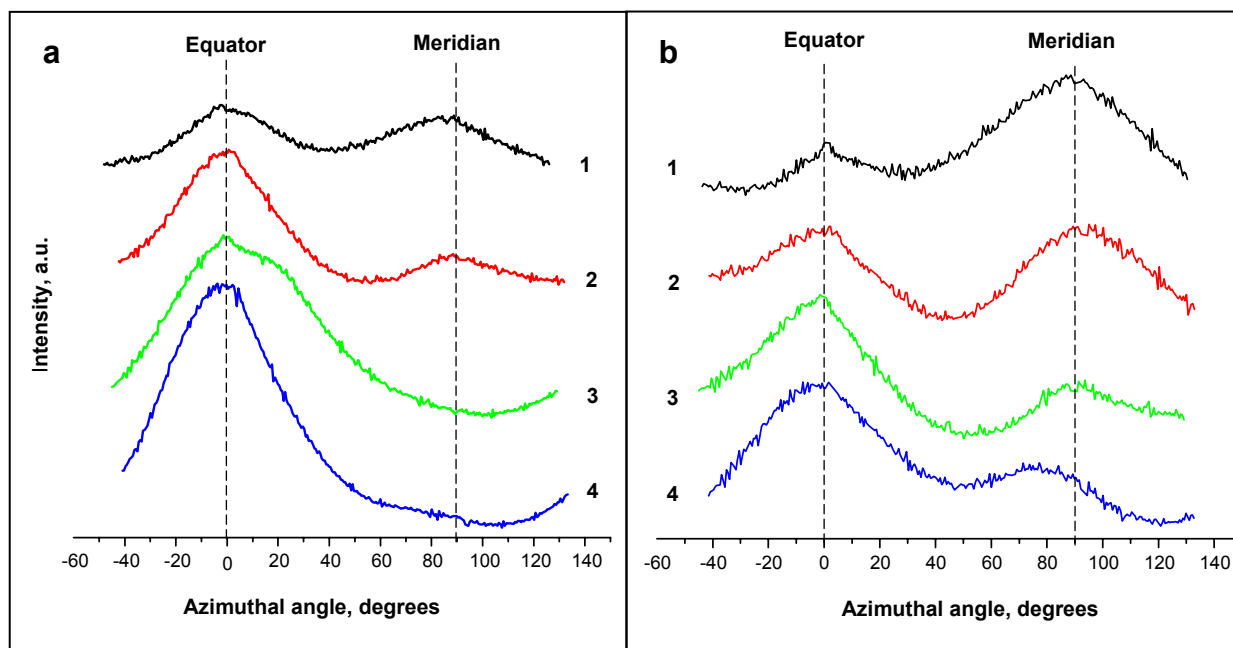 a
Equator
Meridian
1
2
3
4
Intensity, a.u.
-60 -40 -20 0 20 40 60 80 100 120 140
Azimuthal angle, degrees
b
Equator
Meridian
1
2
3
4
-60 -40 -20 0 20 40 60 80 100 120 140
Azimuthal angle, degrees